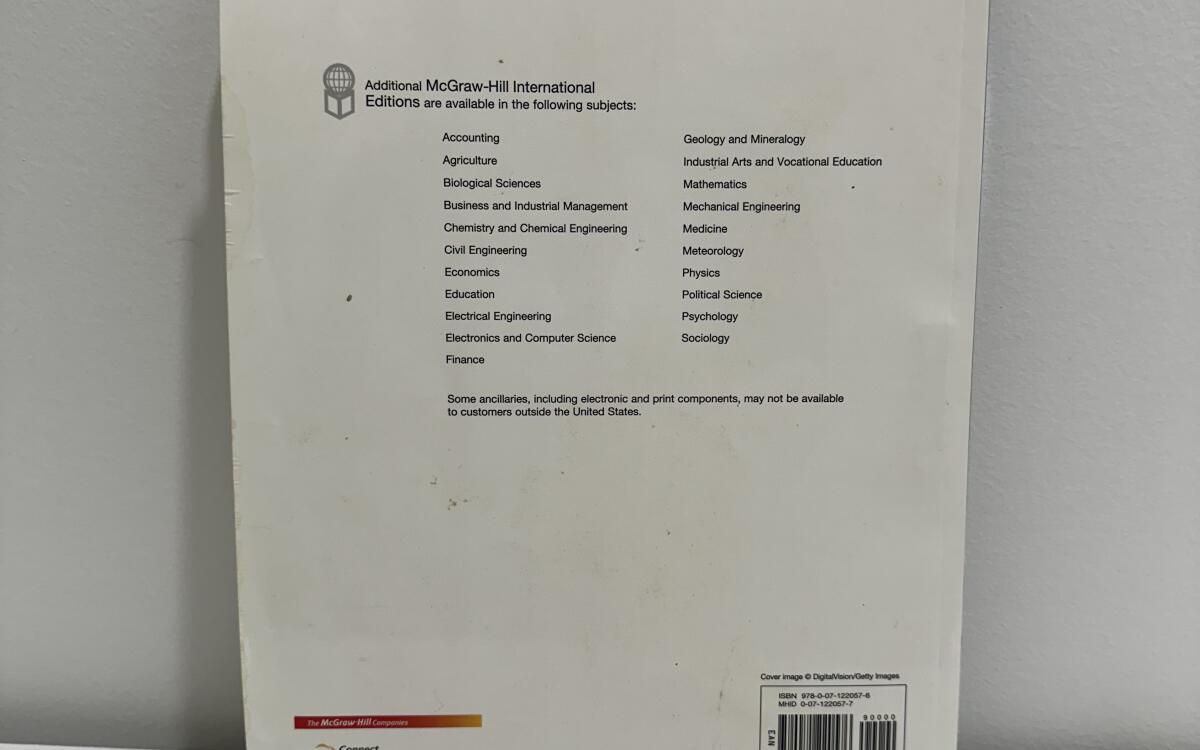 Additional McGraw-Hill International
Editions are available in the following subjects:
Accounting
Agriculture
Biological Sciences
Business and Industrial Management
Chemistry and Chemical Engineering
Civil Engineering
Economics
Education
Electrical Engineering
Electronics and Computer Science
Finance
Geology and Mineralogy
Industrial Arts and Vocational Education
Mathematics
Mechanical Engineering
Medicine
Meteorology
Physics
Political Science
Psychology
Sociology
Some ancillaries, including electronic and print components, may not be available
to customers outside the United States.
Cover image © DigitalVision/Getty Images
ISBN 978-0-07-122057-6
MHID 0-07-122057-7
90000
EAN
The McGraw·Hill Companies
Connect